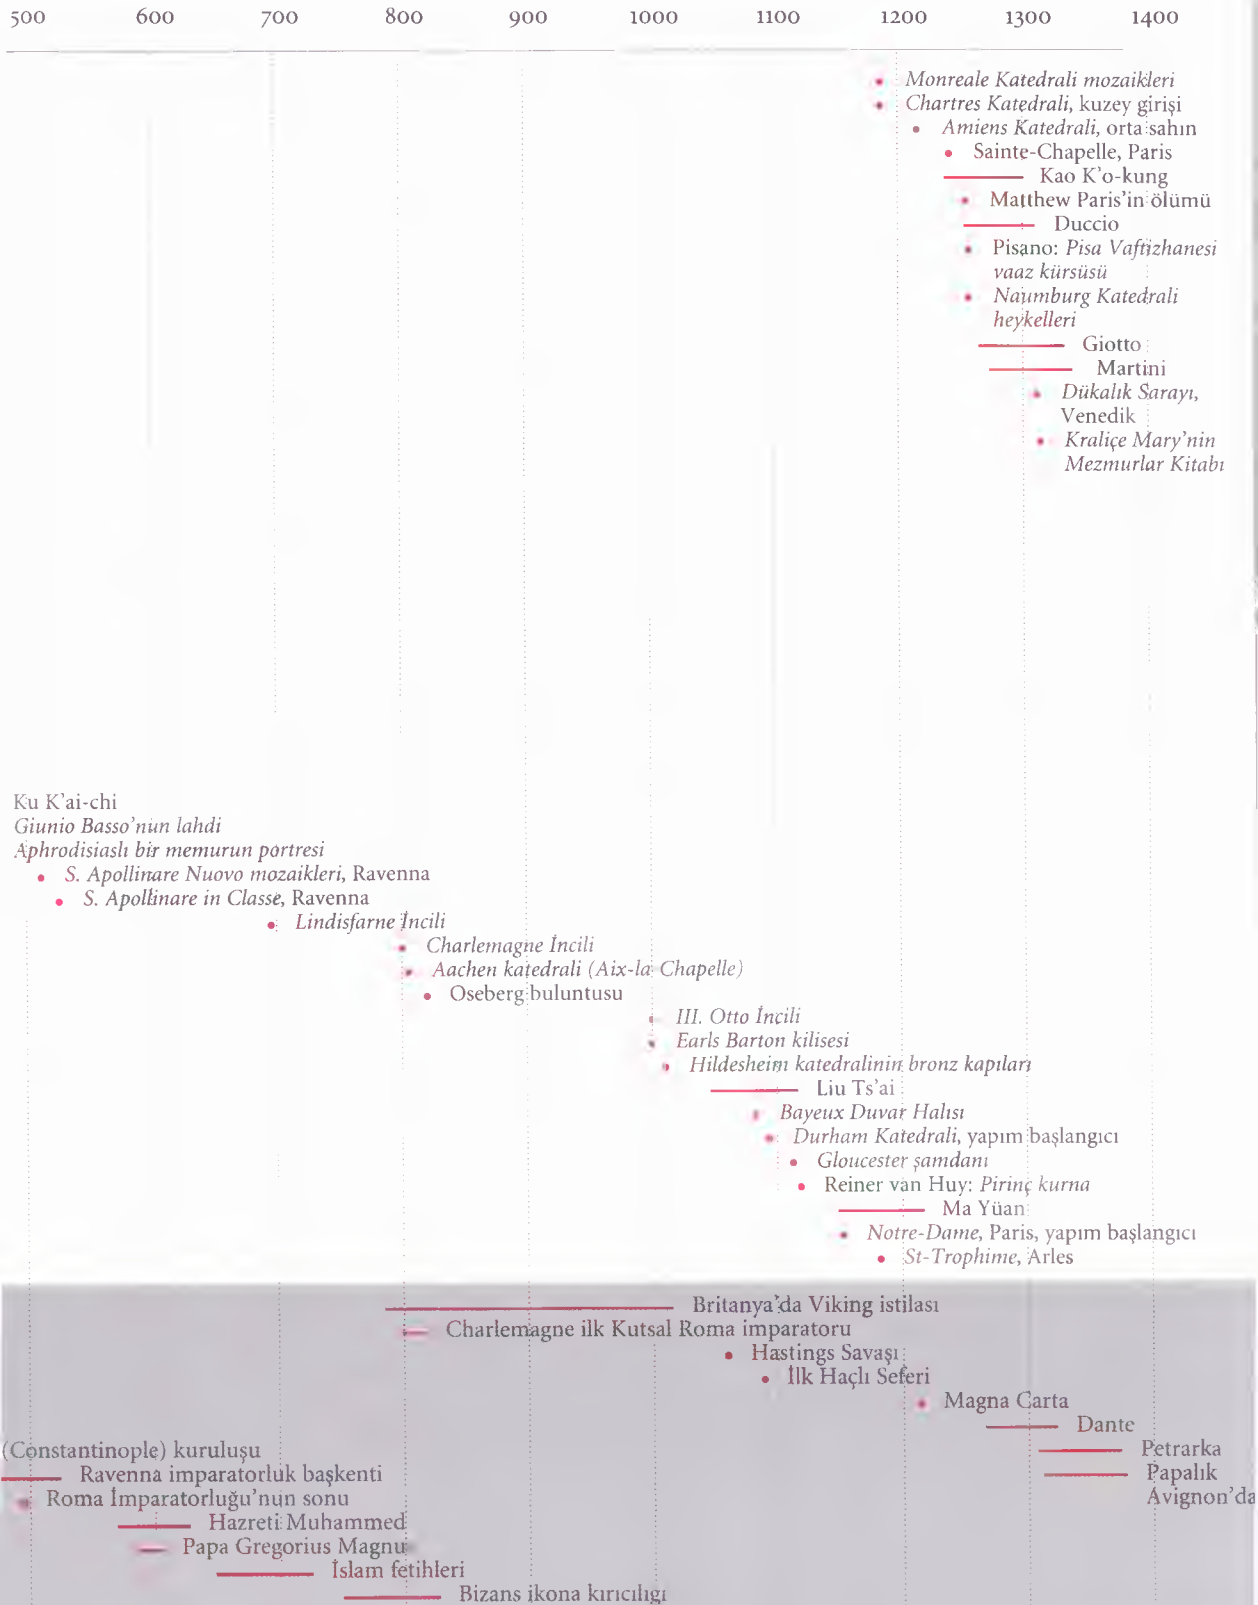 500 600 700 800 900 1000 1100 1200 1300 1400
Monreale Katedrali mozaikleri
Chartres Katedrali, kuzey girişi
Amiens Katedrali, orta sahın
Sainte-Chapelle, Paris
Kao K'o-kung
Matthew Paris'in ölümü
Duccio
Pisano: Pisa Vaftizhanesi
vaaz kürsüsü
Naumburg Katedrali
heykelleri
Giotto
Martini
Dükalık Sarayı,
Venedik
Kraliçe Mary'nin
Mezmurlar Kitabı
Ku K'ai-chi
Giunio Basso'nun lahdi
Aphrodisiaslı bir memurun portresi
S. Apollinare Nuovo mozaikleri, Ravenna
S. Apollinare in Classe, Ravenna
Lindisfarne İncili
Charlemagne İncili
Aachen katedrali (Aix-la Chapelle)
Oseberg buluntusu
III. Otto İncili
Earls Barton kilisesi
Hildesheim katedralinin bronz kapıları
Liu Ts'ai
Bayeux Duvar Halısı
Durham Katedrali, yapım başlangıcı
Gloucester şamdanı
Reiner van Huy: Pirinç kurna
Ma Yüan
Notre-Dame, Paris, yapım başlangıcı
St-Trophime, Arles
Britanya'da Viking istilası
Charlemagne ilk Kutsal Roma imparatoru
Hastings Savaşı
İlk Haçlı Seferi
Magna Carta
Dante
(Constantinople) kuruluşu
Petrarka
Ravenna imparatorluk başkenti
Papalık
Roma İmparatorluğu'nun sonu
Avignon'da
Hazreti Muhammed
Papa Gregorius Magnu
İslam fetihleri
Bizans ikona kırıcılıgı